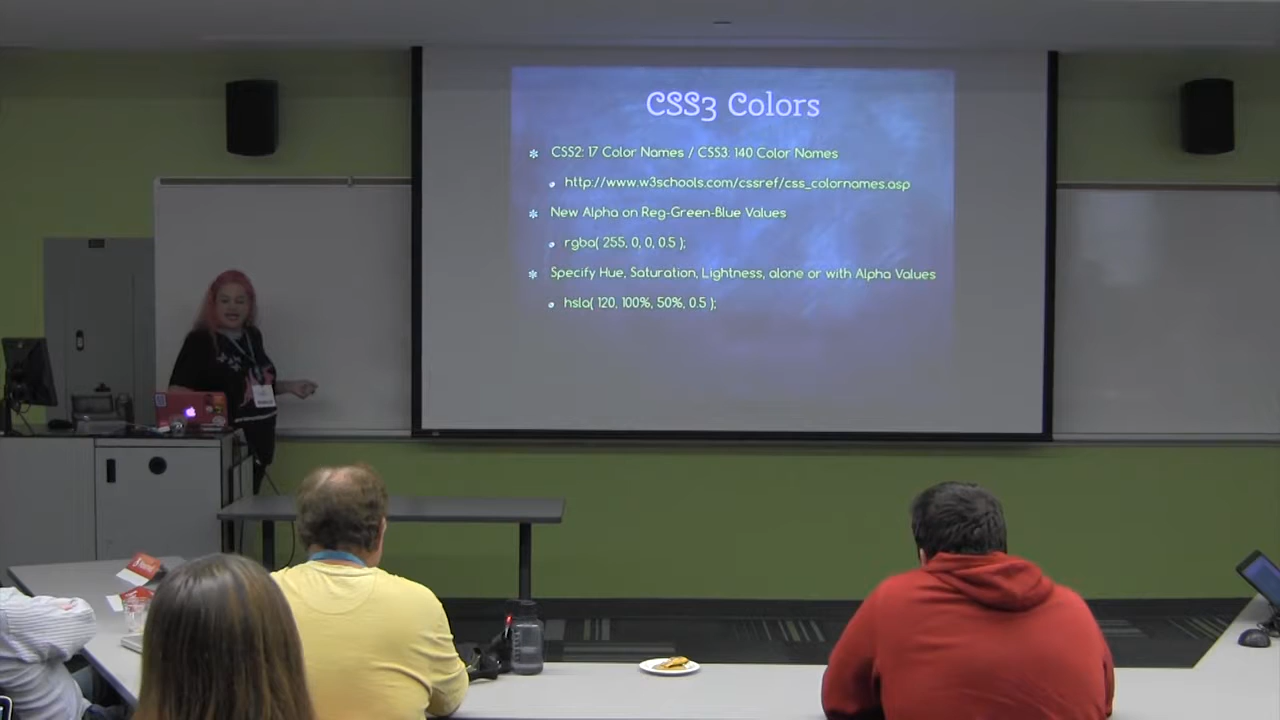 CSS3 Colors
CSS2: 17 Color Names / CSS3: 140 Color Names
http://www.w3schools.com/cssref/css_colornames.asp
New Alpha on Reg-Green-Blue Values
rgba( 255, 0, 0, 0.5 );
Specify Hue, Saturation, Lightness, alone or with Alpha Values
hsla( 120, 100%, 50%, 0.5 );